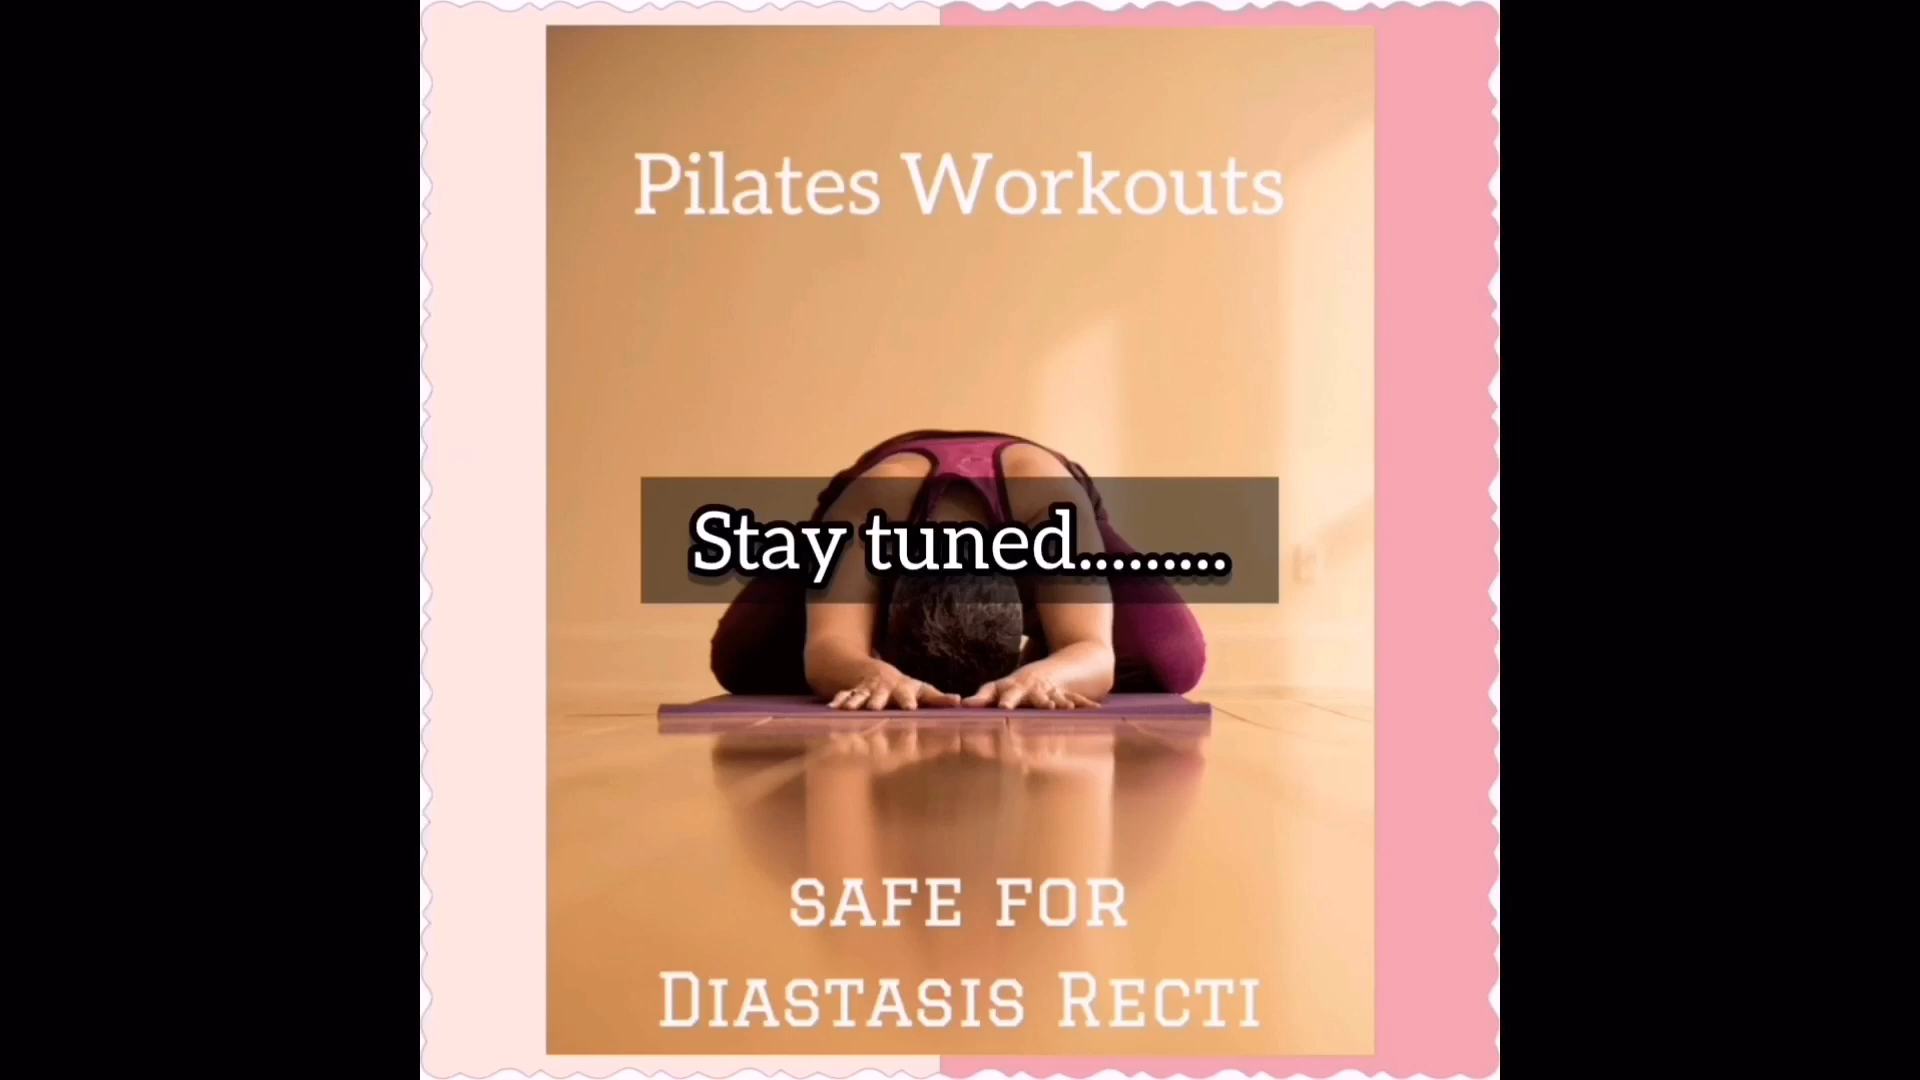 Pilates Workouts
Stay tuned.........
SAFE FOR
DIASTASIS RECTI